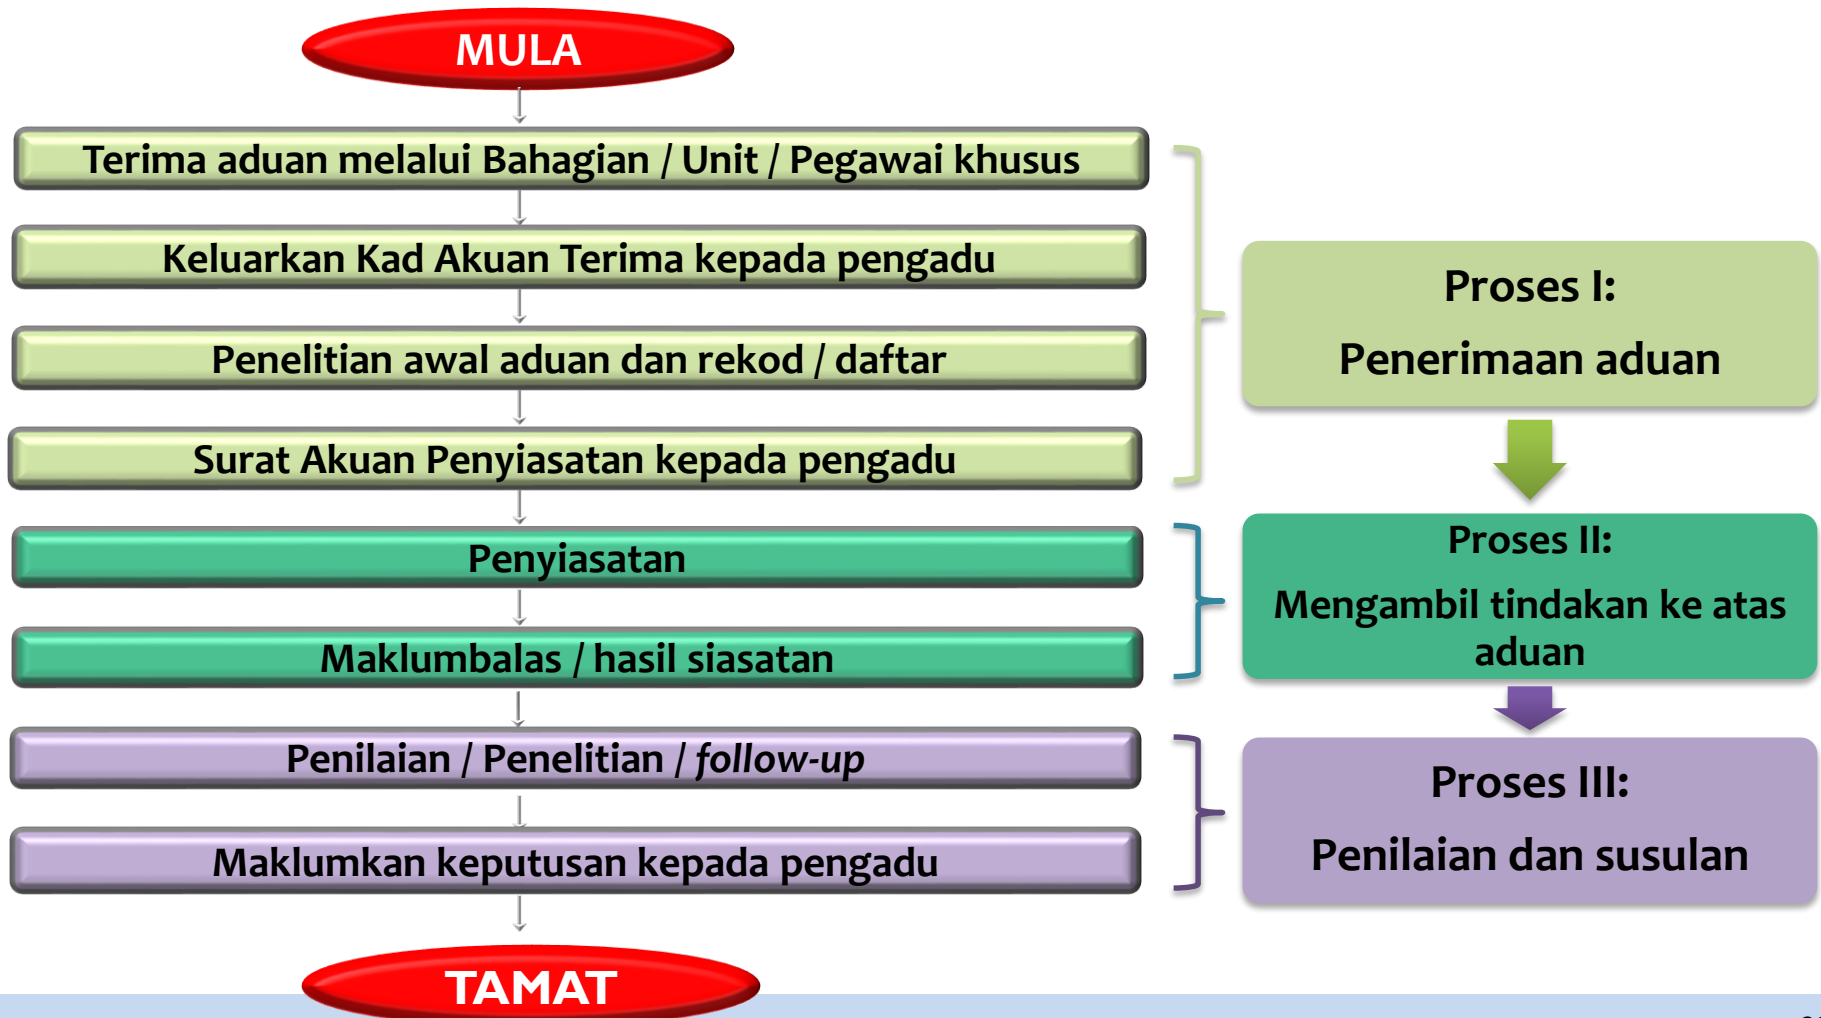 MULA
Terima aduan melalui Bahagian / Unit / Pegawai khusus
Keluarkan Kad Akuan Terima kepada pengadu
Penelitian awal aduan dan rekod / daftar
Surat Akuan Penyiasatan kepada pengadu
Penyiasatan
Maklumbalas / hasil siasatan
Penilaian / Penelitian / follow-up
Maklumkan keputusan kepada pengadu
TAMAT
Proses I:
Penerimaan aduan
Proses II:
Mengambil tindakan ke atas
aduan
Proses III:
Penilaian dan susulan